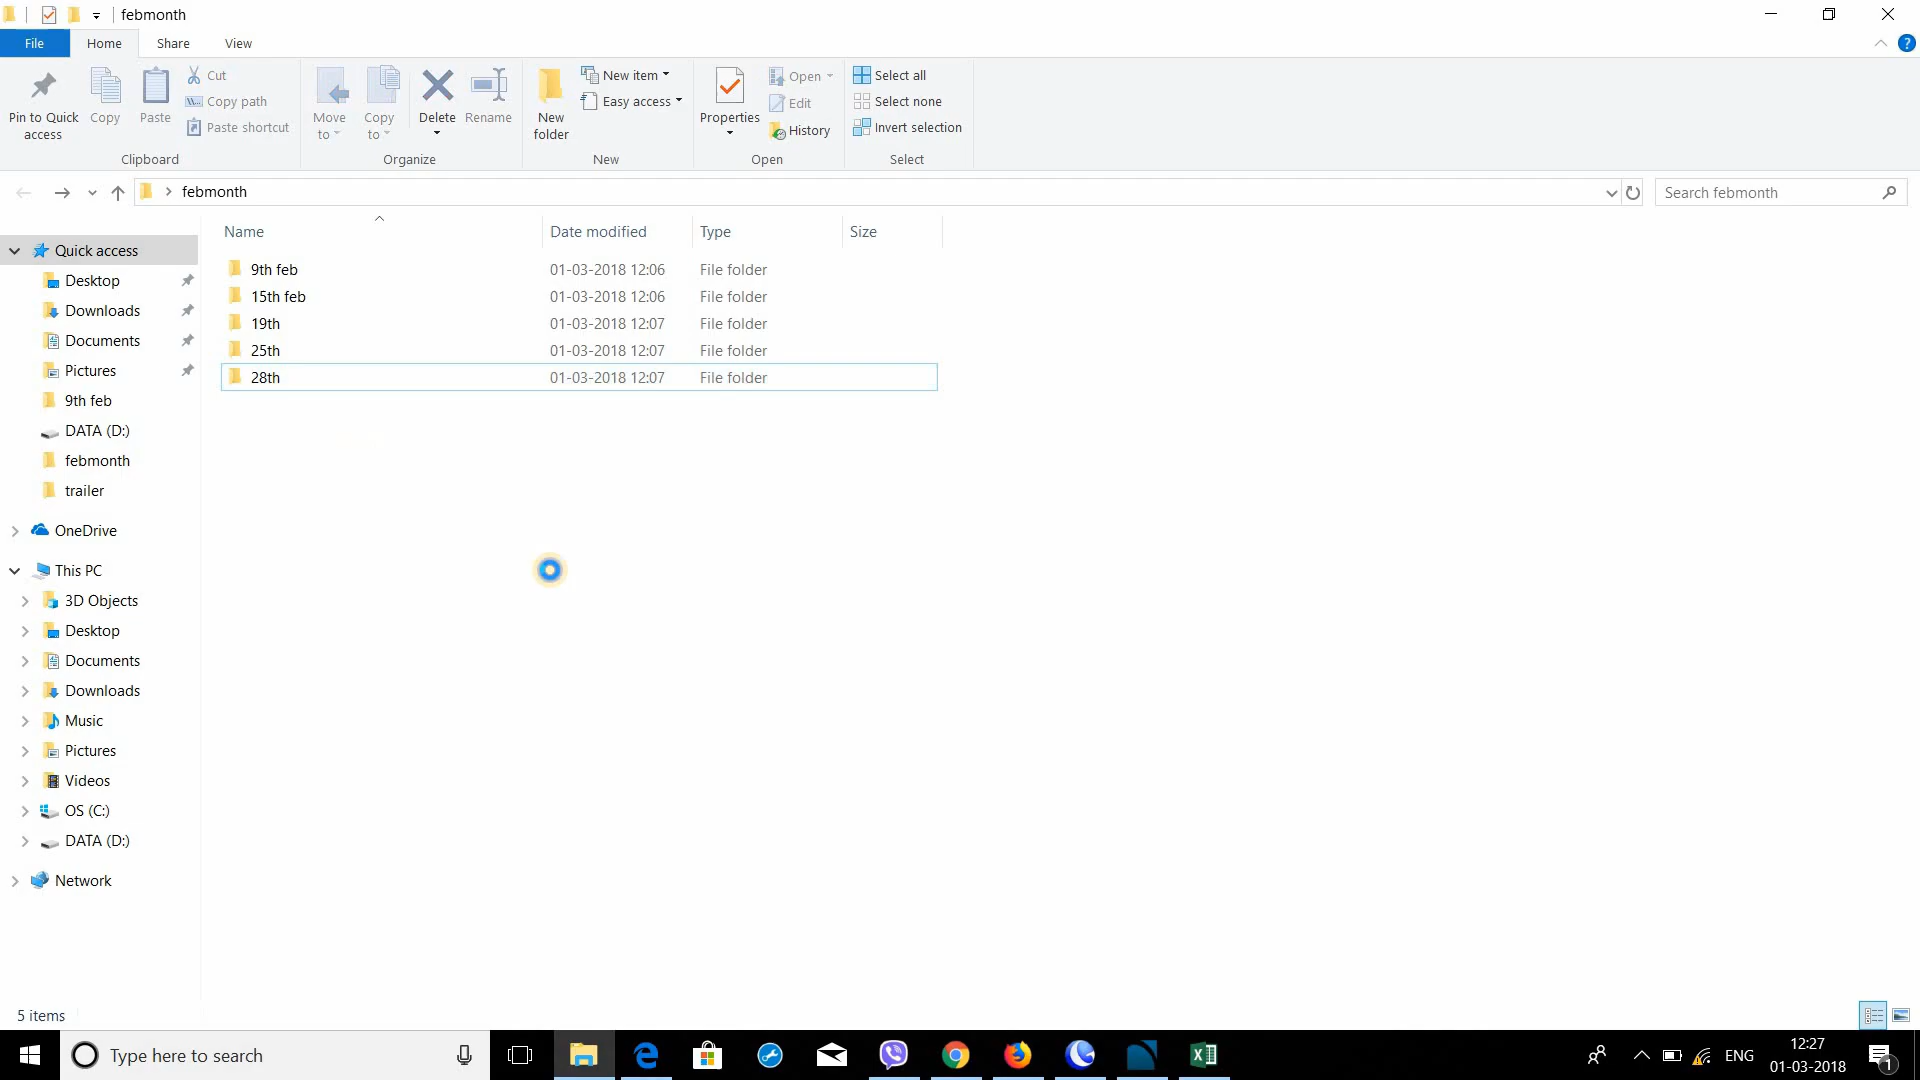 febmonth
File Home Share View
Pin to Quick access
Copy
Paste
Cut
Copy path
Paste shortcut
Clipboard
Move to
Copy to
Delete
Rename
Organize
New folder
New item
Easy access
New
Properties
Open
Edit
History
Open
Select all
Select none
Invert selection
Select
febmonth
Search febmonth
Name Date modified Type Size
9th feb 01-03-2018 12:06 File folder
15th feb 01-03-2018 12:06 File folder
19th 01-03-2018 12:07 File folder
25th 01-03-2018 12:07 File folder
28th 01-03-2018 12:07 File folder
Quick access
Desktop
Downloads
Documents
Pictures
9th feb
DATA (D:)
febmonth
trailer
OneDrive
This PC
3D Objects
Desktop
Documents
Downloads
Music
Pictures
Videos
OS (C:)
DATA (D:)
Network
5 items
Type here to search
ENG
12:27
01-03-2018
1